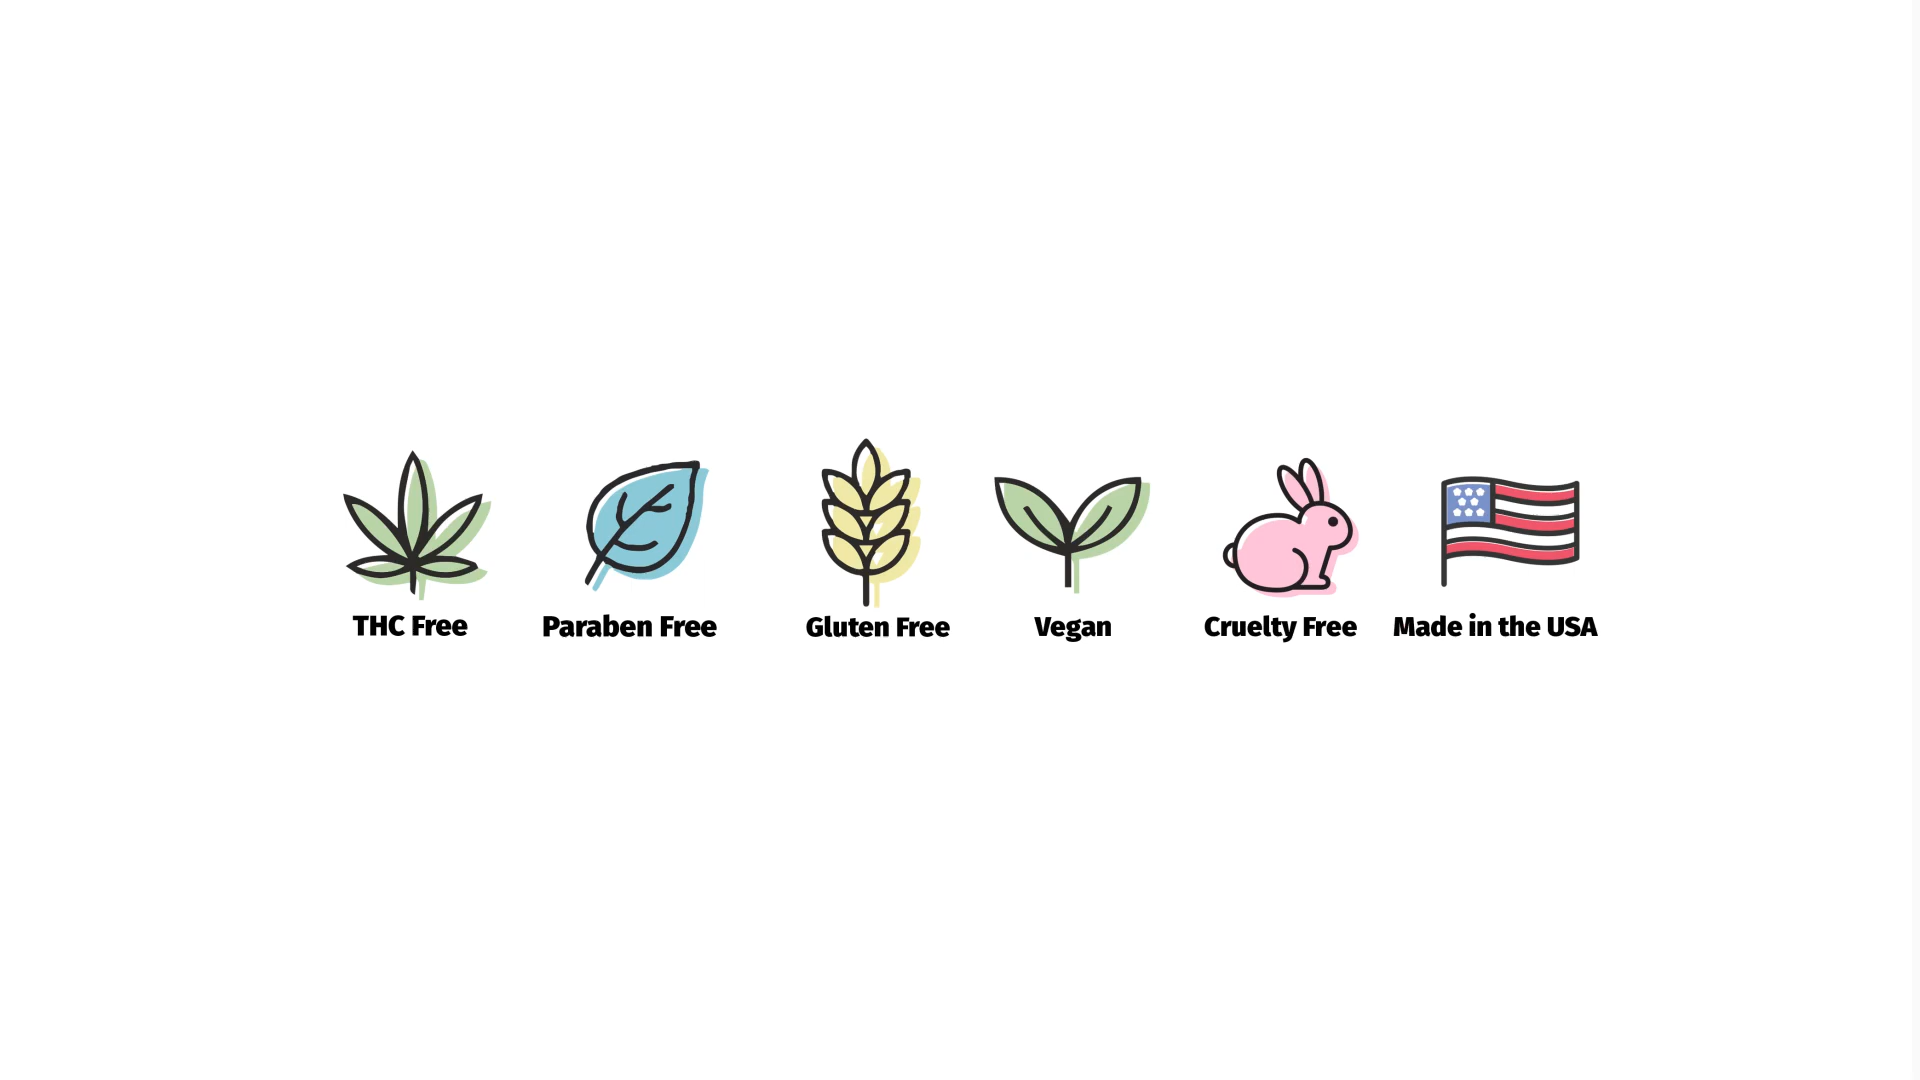 THC Free
Paraben Free
Gluten Free
Vegan
Cruelty Free
Made in the USA